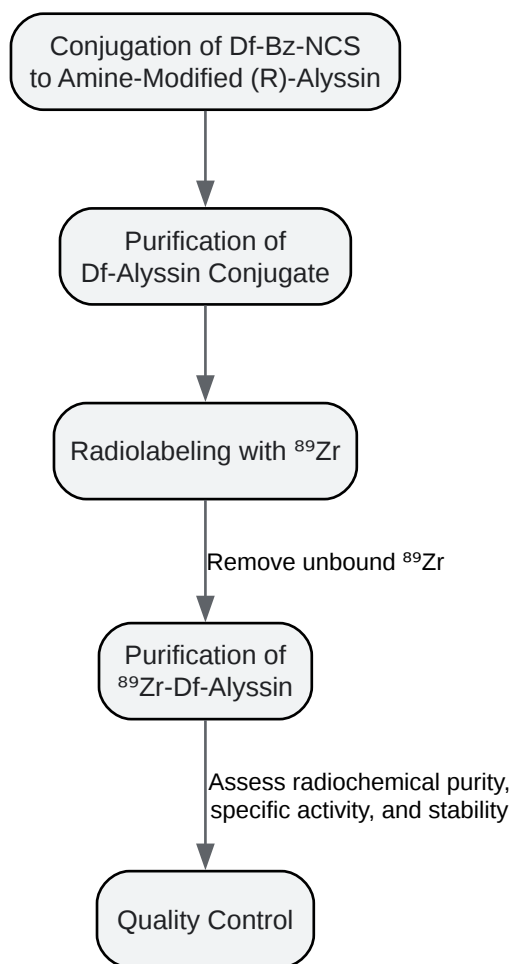 Conjugation of Df-Bz-NCS
to Amine-Modified (R)-Alyssin
Purification of
Df-Alyssin Conjugate
Radiolabeling with ⁸⁹Zr
Remove unbound ⁸⁹Zr
Purification of
⁸⁹Zr-Df-Alyssin
Assess radiochemical purity,
specific activity, and stability
Quality Control